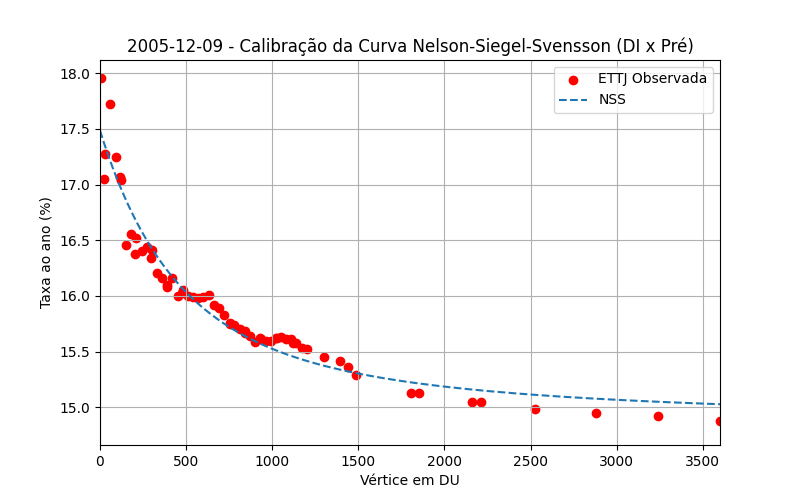 2005-12-09 - Calibração da Curva Nelson-Siegel-Svensson (DI x Pré)
ETTJ Observada
NSS
Taxa ao ano (%)
18.0
17.5
17.0
16.5
16.0
15.5
15.0
0 500 1000 1500 2000 2500 3000 3500
Vértice em DU